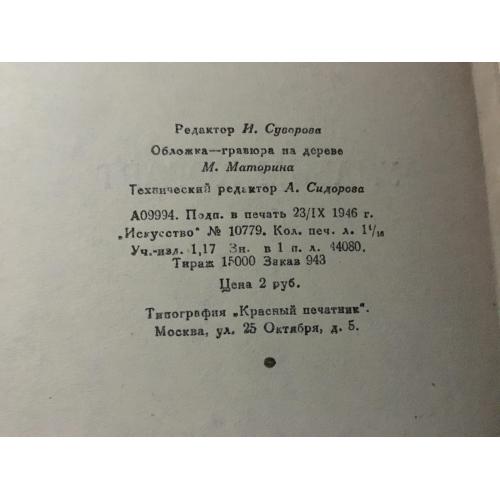 Редактор И. Суворова
Обложка—гравюра на дереве
М. Маторина
Технический редактор А. Сидорова
А09994. Подп. в печать 23/IX 1946 г.
„Искусство" № 10779. Кол. печ. л. 1¹/₁₆
Уч.-изд. 1,17 Зн. в 1 п. л. 44080.
Тираж 15000 Заказ 943
Цена 2 руб.
Типография „Красный печатник".
Москва, ул. 25 Октября, д. 5.